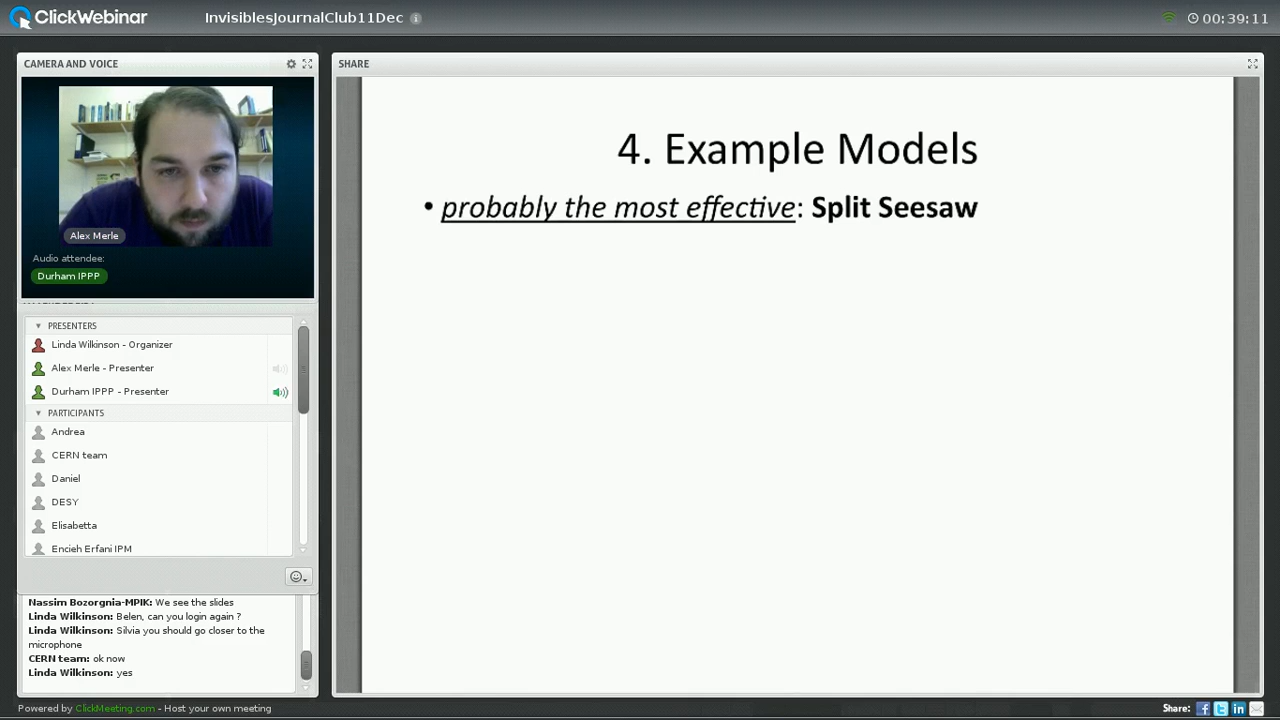 ClickWebinar
InvisiblesJournalClub11Dec
00:39:11
CAMERA AND VOICE
SHARE
Alex Merle
Audio attendee:
Durham IPPP
PRESENTERS
Linda Wilkinson - Organizer
Alex Merle - Presenter
Durham IPPP - Presenter
PARTICIPANTS
Andrea
CERN team
Daniel
DESY
Elisabetta
Encieh Erfani IPM
Nassim Bozorgnia-MPIK: We see the slides
Linda Wilkinson: Belen, can you login again ?
Linda Wilkinson: Silvia you should go closer to the
microphone
CERN team: ok now
Linda Wilkinson: yes
4. Example Models
• probably the most effective: Split Seesaw
Powered by ClickMeeting.com - Host your own meeting
Share: